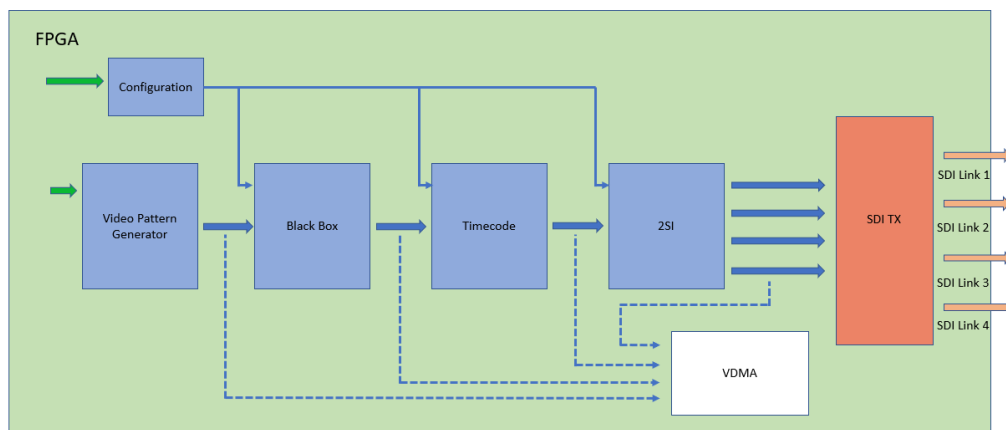 FPGA
Configuration
Video Pattern
Generator
Black Box
Timecode
2SI
SDI TX
SDI Link 1
SDI Link 2
SDI Link 3
SDI Link 4
VDMA